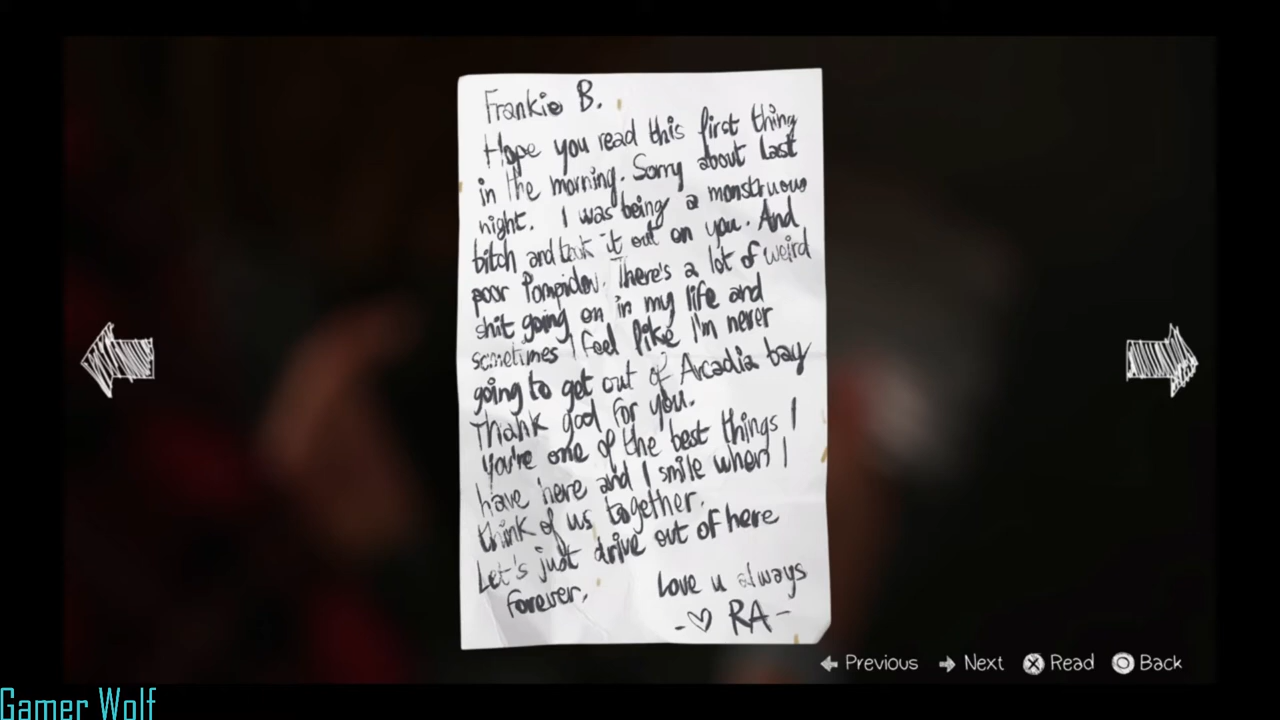 Frankie B.
Hope you read this first thing
in the morning. Sorry about last
night. I was being a monstruous
bitch and took it out on you. And
poor Pompidou. There's a lot of weird
shit going on in my life and
sometimes I feel like I'm never
going to get out of Arcadia bay
Thank god for you.
You're one of the best things I
have here and I smile when I
think of us together.
Let's just drive out of here
forever.
Love u always
- ♡ RA -
Previous Next Read Back
Gamer Wolf